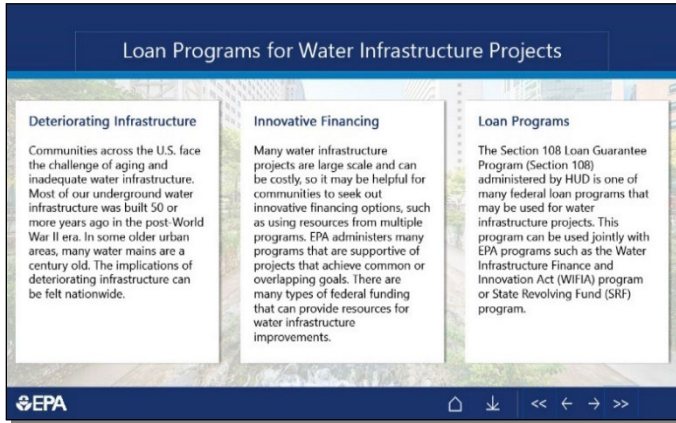 Loan Programs for Water Infrastructure Projects
Deteriorating Infrastructure
Communities across the U.S. face
the challenge of aging and
inadequate water infrastructure.
Most of our underground water
infrastructure was built 50 or
more years ago in the post-World
War II era. In some older urban
areas, many water mains are a
century old. The implications of
deteriorating infrastructure can
be felt nationwide.
Innovative Financing
Many water infrastructure
projects are large scale and can
be costly, so it may be helpful for
communities to seek out
innovative financing options, such
as using resources from multiple
programs. EPA administers many
programs that are supportive of
projects that achieve common or
overlapping goals. There are
many types of federal funding
that can provide resources for
water infrastructure
improvements.
Loan Programs
The Section 108 Loan Guarantee
Program (Section 108)
administered by HUD is one of
many federal loan programs that
may be used for water
infrastructure projects. This
program can be used jointly with
EPA programs such as the Water
Infrastructure Finance and
Innovation Act (WIFIA) program
or State Revolving Fund (SRF)
program.
EPA